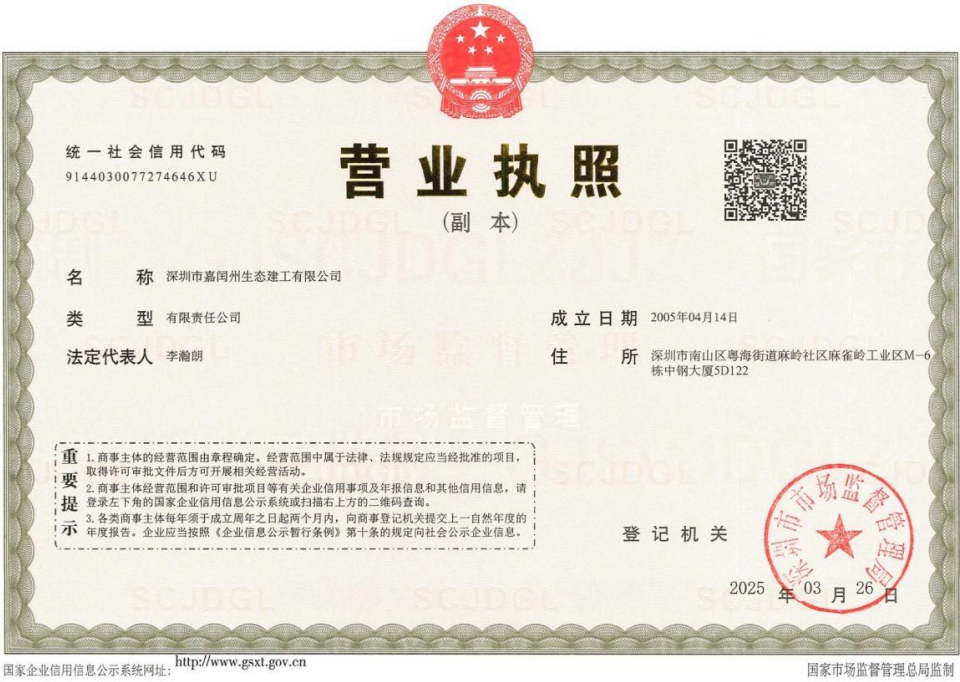 统一社会信用代码
9144030077274646XU
营业执照
(副 本)
名 称 深圳市嘉闰州生态建工有限公司
类 型 有限责任公司
成立日期 2005年04月14日
法定代表人 李瀚朗
住 所 深圳市南山区粤海街道麻岭社区麻雀岭工业区M-6
栋中钢大厦5D122
重要提示
1. 商事主体的经营范围由章程确定。经营范围中属于法律、法规规定应当经批准的项目，
取得许可审批文件后方可开展相关经营活动。
2. 商事主体经营范围和许可审批项目等有关企业信用事项及年报信息和其他信用信息，请
登录左下角的国家企业信用信息公示系统或扫描右上方的二维码查询。
3. 各类商事主体每年须于成立周年之日起两个月内，向商事登记机关提交上一自然年度的
年度报告。企业应当按照《企业信息公示暂行条例》第十条的规定向社会公示企业信息。
登记机关
深圳市市场监督管理局
2025 年 03 月 26 日
国家企业信用信息公示系统网址: http://www.gsxt.gov.cn
国家市场监督管理总局监制
SCJDGL
市场监督管理